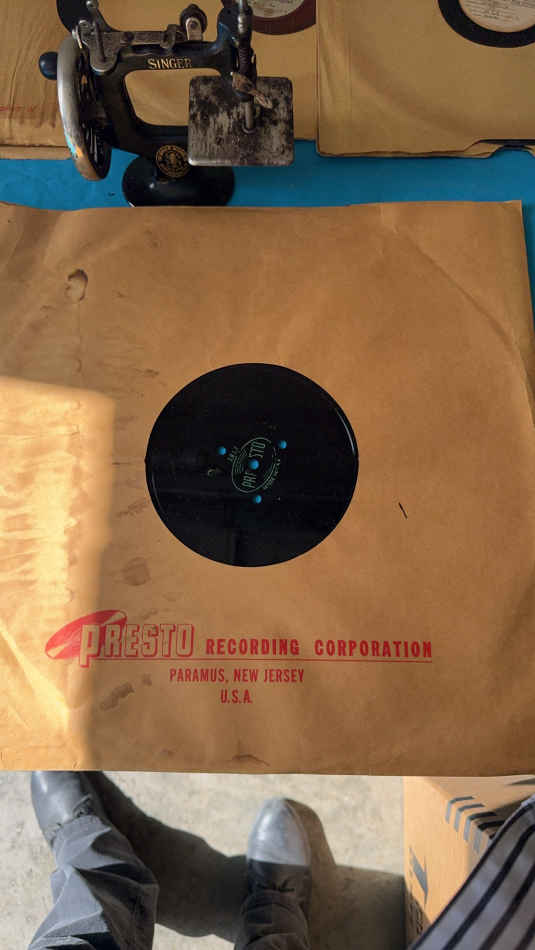 SINGER
PRESTO
PRESTO RECORDING CORPORATION
PARAMUS, NEW JERSEY
U.S.A.